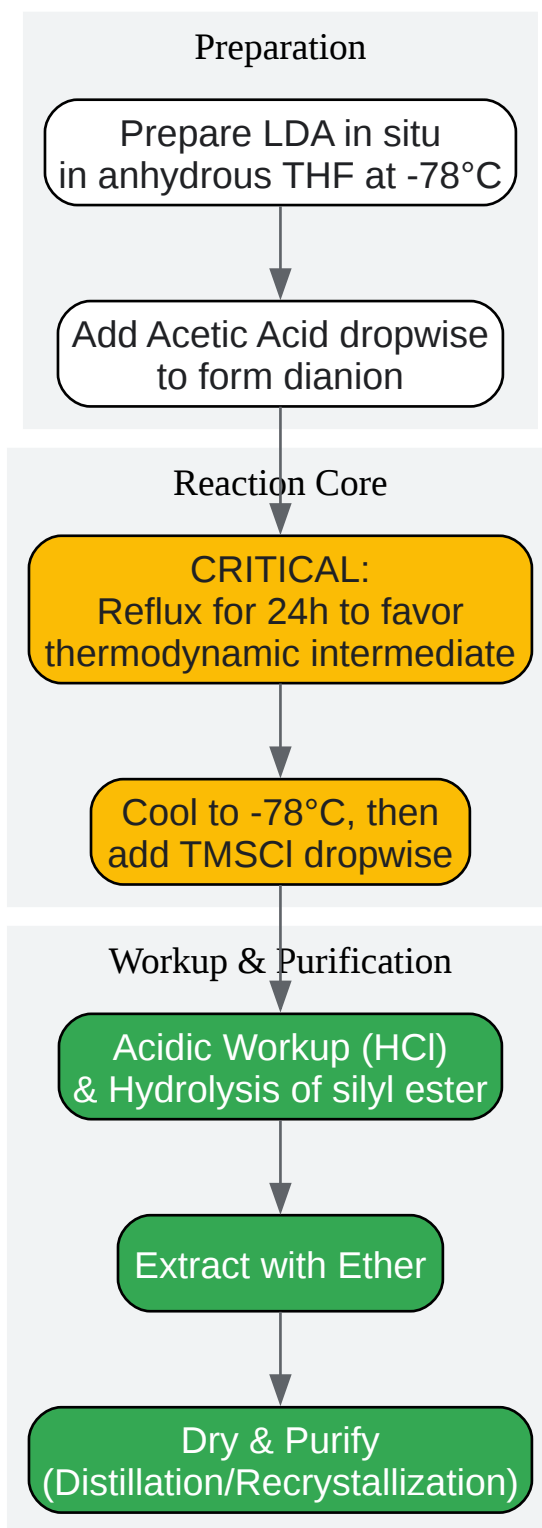 Preparation
Prepare LDA in situ
in anhydrous THF at -78°C
Add Acetic Acid dropwise
to form dianion
Reaction Core
CRITICAL:
Reflux for 24h to favor
thermodynamic intermediate
Cool to -78°C, then
add TMSCl dropwise
Workup & Purification
Acidic Workup (HCl)
& Hydrolysis of silyl ester
Extract with Ether
Dry & Purify
(Distillation/Recrystallization)